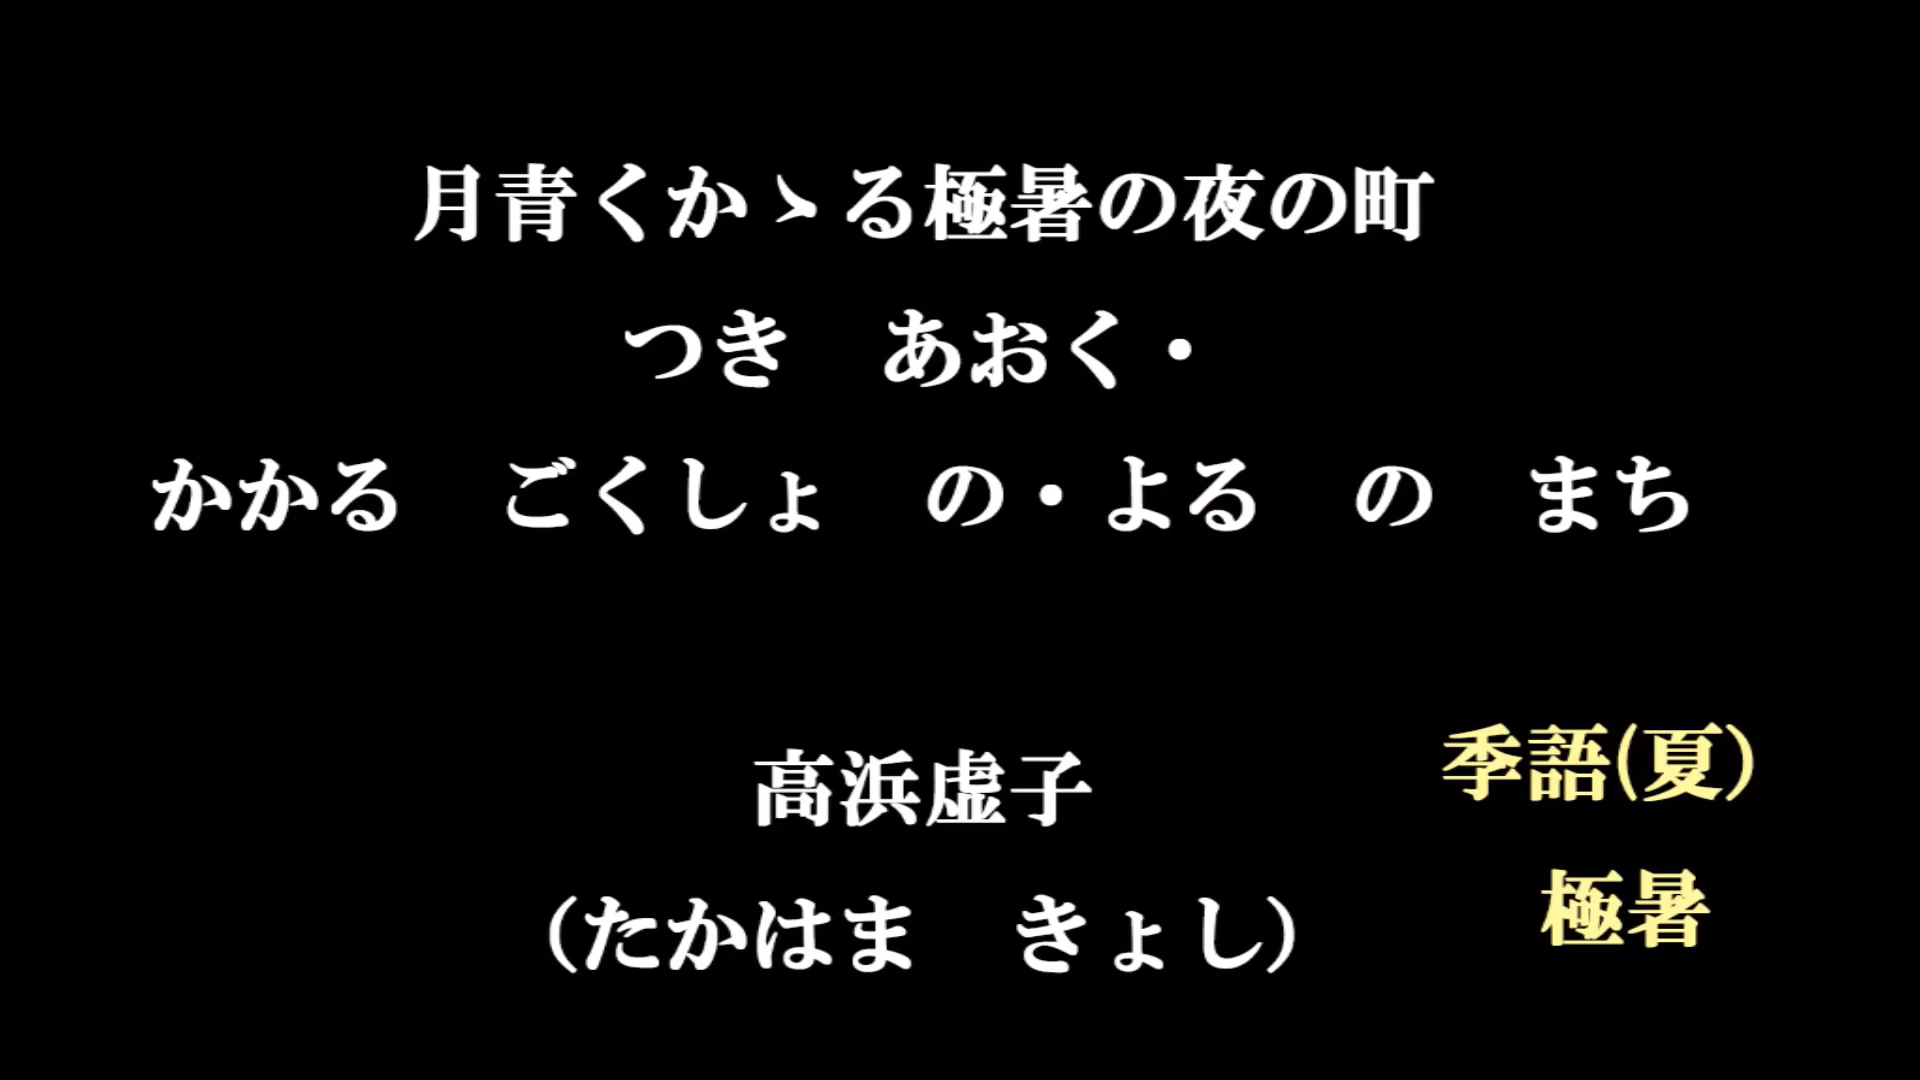 月青くかゝる極暑の夜の町
つき　あおく・
かかる　ごくしょ　の・よる　の　まち
高浜虚子
（たかはま　きょし）
季語(夏)
極暑